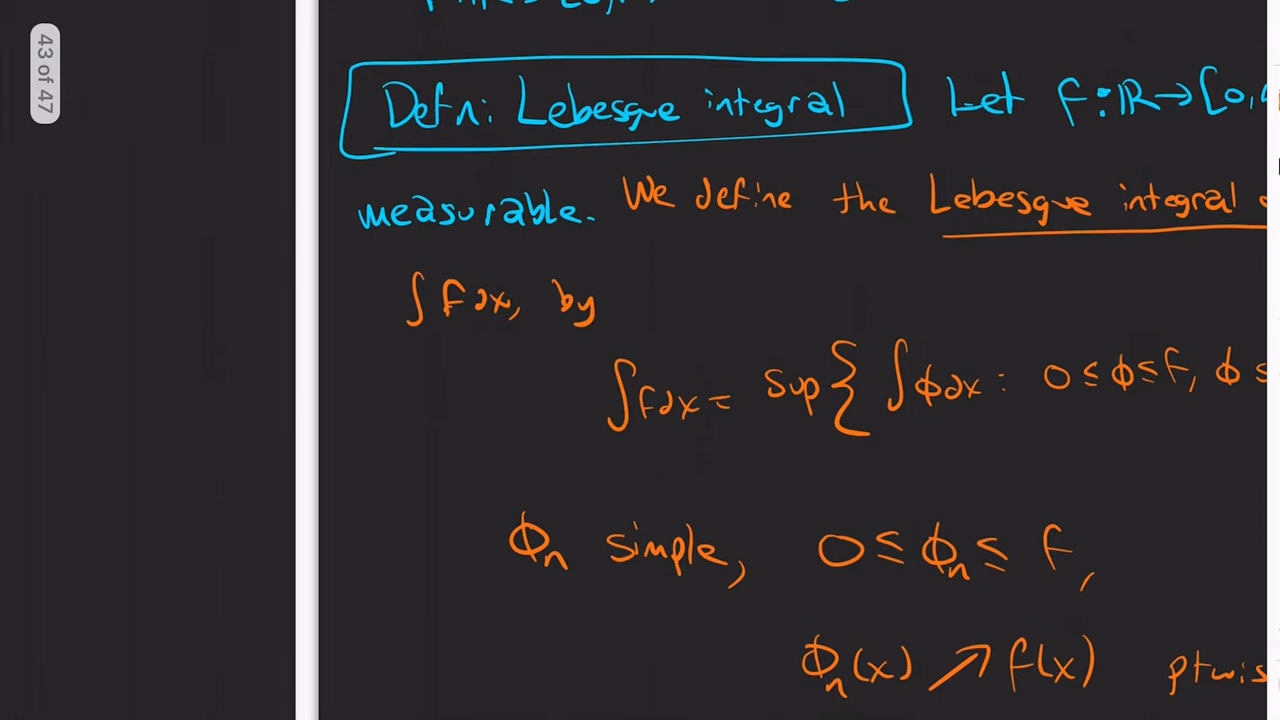 43 of 47
Defn: Lebesgue integral Let f: ℝ → [0,
measurable. We define the Lebesgue integral
∫ f dx, by
∫ f dx = sup { ∫ ϕ dx : 0 ≤ ϕ ≤ f, ϕ s
ϕₙ simple, 0 ≤ ϕₙ ≤ f,
ϕₙ(x) ↗ f(x) ptwis